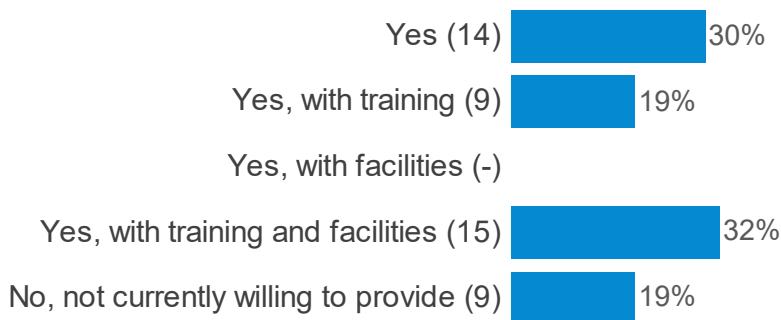 Yes (14) 30%
Yes, with training (9) 19%
Yes, with facilities (-)
Yes, with training and facilities (15) 32%
No, not currently willing to provide (9) 19%